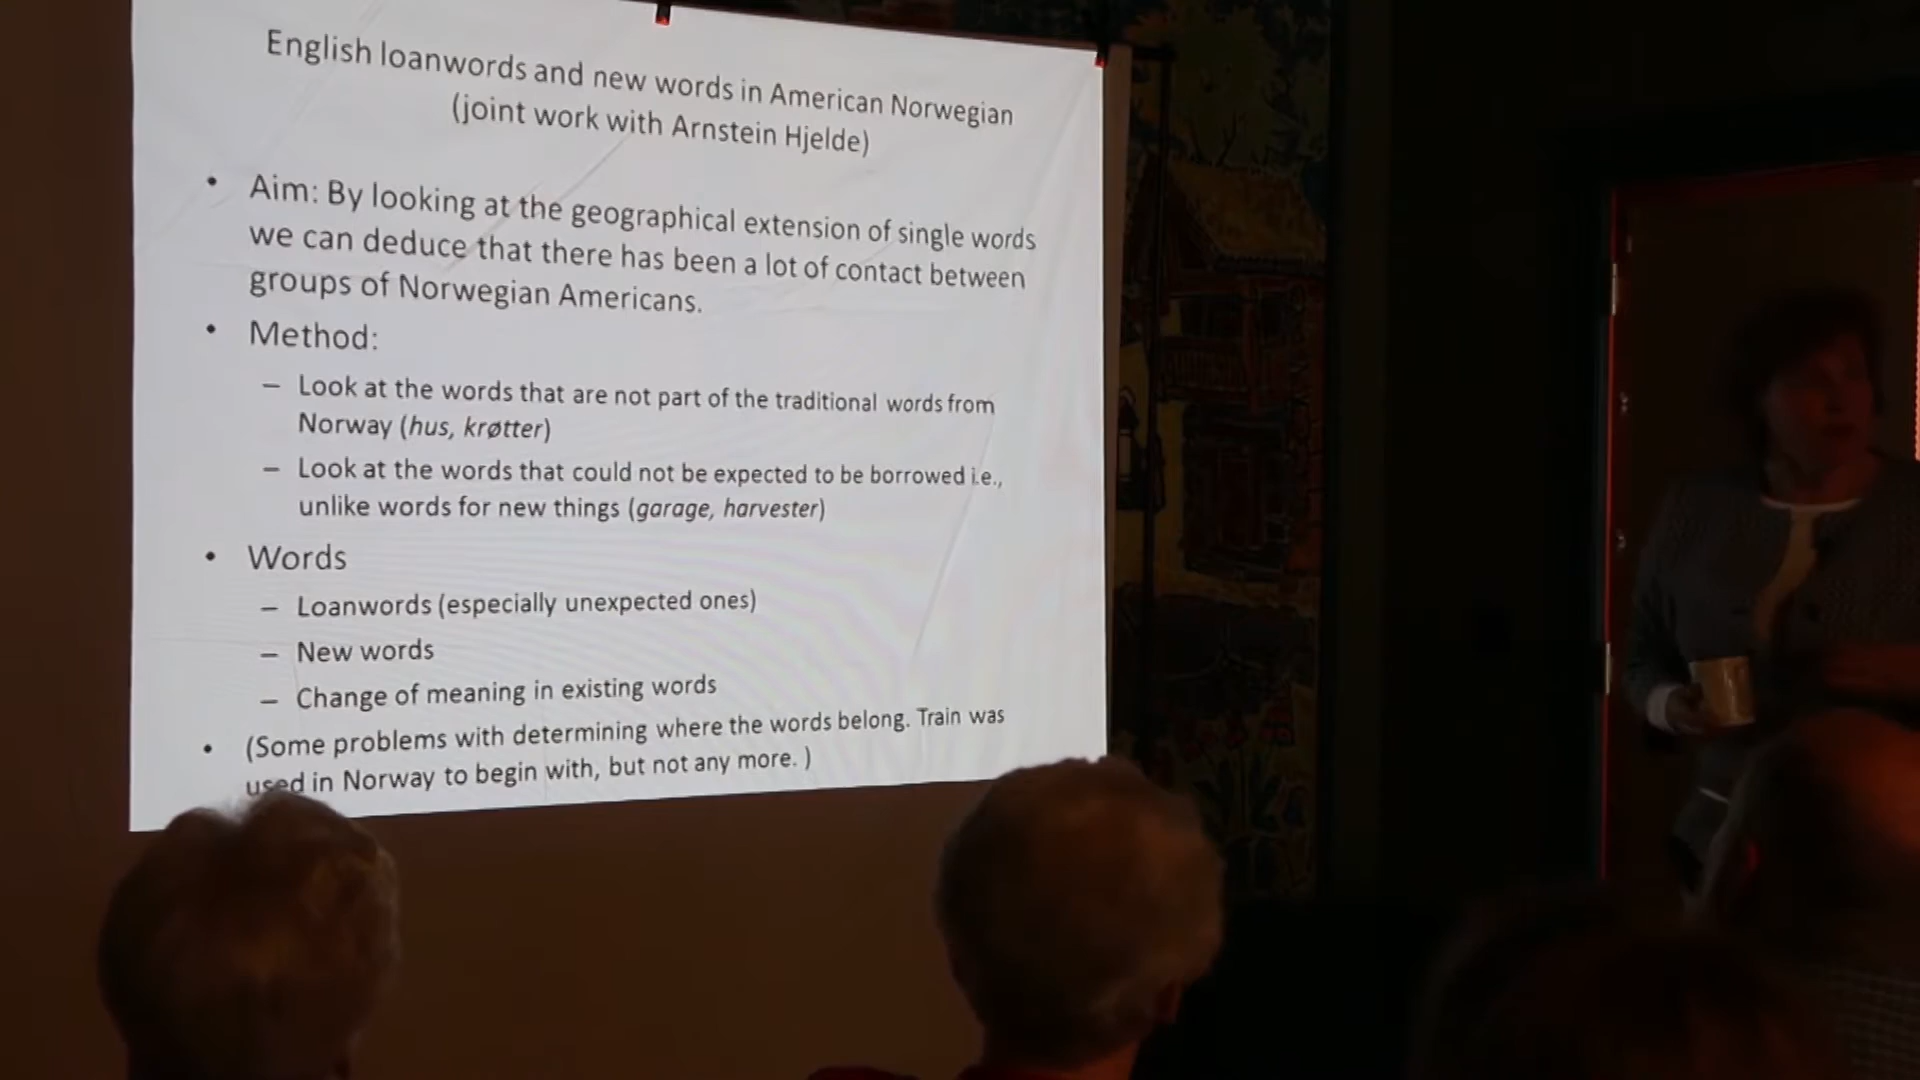 English loanwords and new words in American Norwegian
(joint work with Arnstein Hjelde)
• Aim: By looking at the geographical extension of single words
we can deduce that there has been a lot of contact between
groups of Norwegian Americans.
• Method:
– Look at the words that are not part of the traditional words from
Norway (hus, krøtter)
– Look at the words that could not be expected to be borrowed i.e.,
unlike words for new things (garage, harvester)
• Words
– Loanwords (especially unexpected ones)
– New words
– Change of meaning in existing words
• (Some problems with determining where the words belong. Train was
used in Norway to begin with, but not any more. )